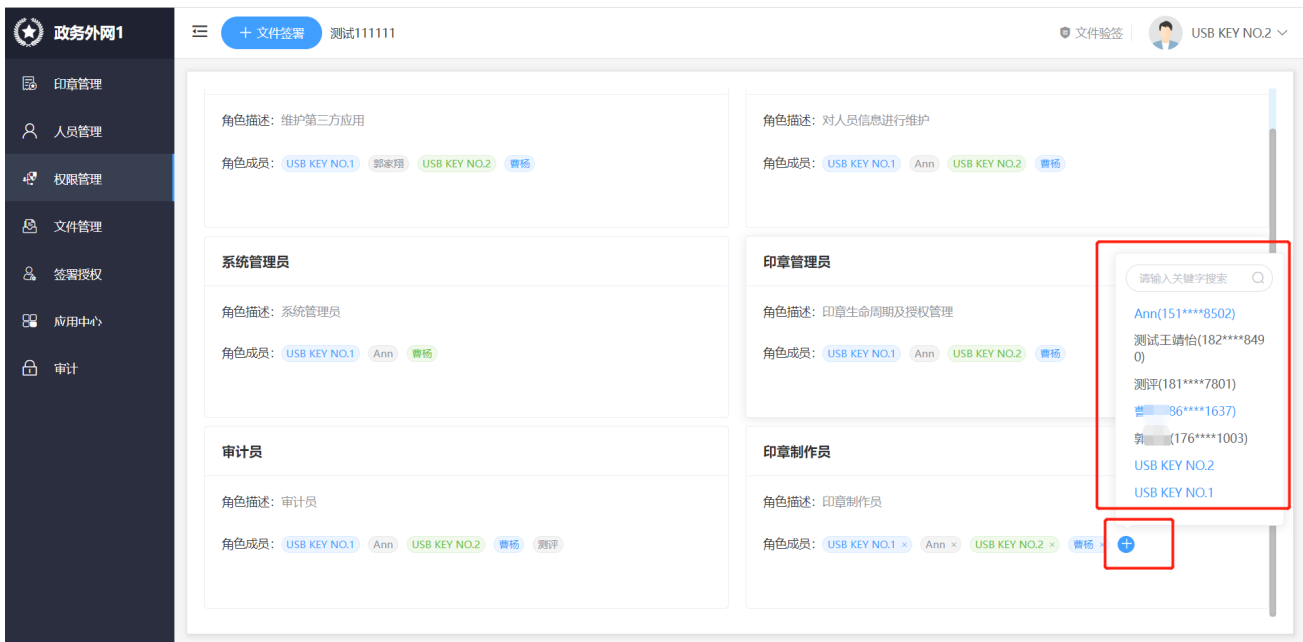 政务外网1
文件签署
测试111111
文件验签
USB KEY NO.2
印章管理
人员管理
权限管理
文件管理
签署授权
应用中心
审计
角色描述：维护第三方应用
角色成员：USB KEY NO.1 郭家翔 USB KEY NO.2 曹杨
角色描述：对人员信息进行维护
角色成员：USB KEY NO.1 Ann USB KEY NO.2 曹杨
系统管理员
角色描述：系统管理员
角色成员：USB KEY NO.1 Ann 曹杨
印章管理员
角色描述：印章生命周期及授权管理
角色成员：USB KEY NO.1 Ann USB KEY NO.2 曹杨
审计员
角色描述：审计员
角色成员：USB KEY NO.1 Ann USB KEY NO.2 曹杨 测评
印章制作员
角色描述：印章制作员
角色成员：USB KEY NO.1 × Ann × USB KEY NO.2 × 曹杨 ×
请输入关键字搜索
Ann(151****8502)
测试王靖怡(182****849
0)
测评(181****7801)
曹 86****1637)
郭 (176****1003)
USB KEY NO.2
USB KEY NO.1